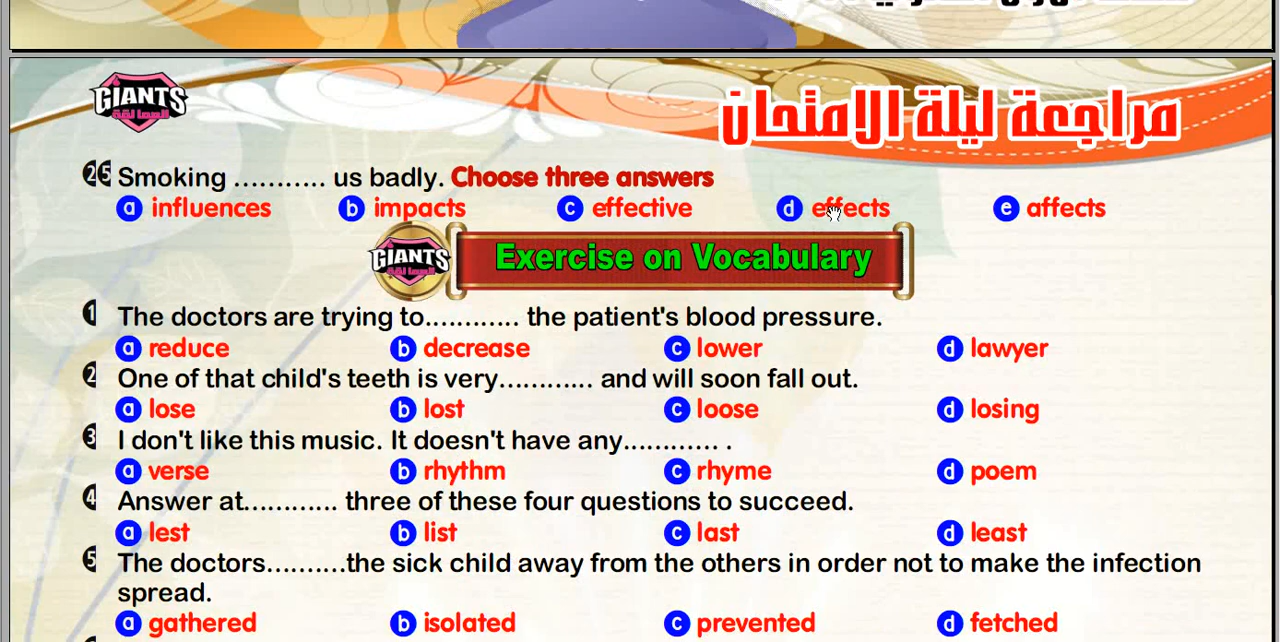 GIANTS
العمالقة
مراجعة ليلة الامتحان
25 Smoking ........... us badly. Choose three answers
a influences b impacts c effective d effects e affects
GIANTS
العمالقة
Exercise on Vocabulary
1 The doctors are trying to............ the patient's blood pressure.
a reduce b decrease c lower d lawyer
2 One of that child's teeth is very............ and will soon fall out.
a lose b lost c loose d losing
3 I don't like this music. It doesn't have any............ .
a verse b rhythm c rhyme d poem
4 Answer at............ three of these four questions to succeed.
a lest b list c last d least
5 The doctors..........the sick child away from the others in order not to make the infection
spread.
a gathered b isolated c prevented d fetched